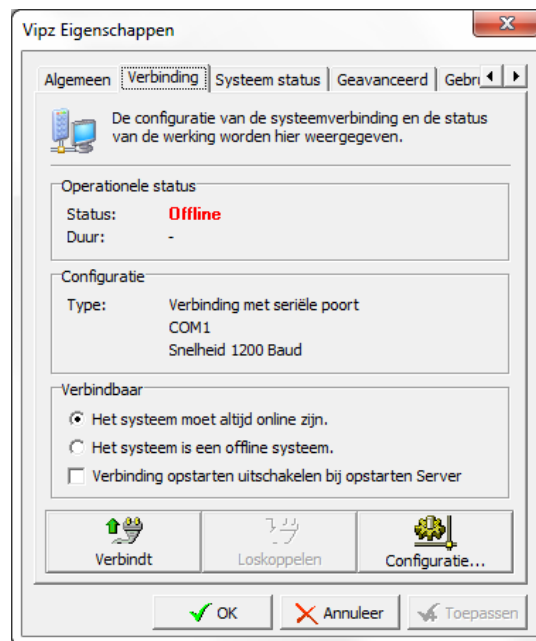 Vipz Eigenschappen
Algemeen Verbinding Systeem status Geavanceerd
De configuratie van de systeemverbinding en de status
van de werking worden hier weergegeven.
Operationele status
Status: Offline
Duur: -
Configuratie
Type: Verbinding met seriële poort
COM1
Snelheid 1200 Baud
Verbindbaar
Het systeem moet altijd online zijn.
Het systeem is een offline systeem.
Verbinding opstarten uitschakelen bij opstarten Server
Verbindt Loskoppelen Configuratie...
OK Annuleer Toepassen